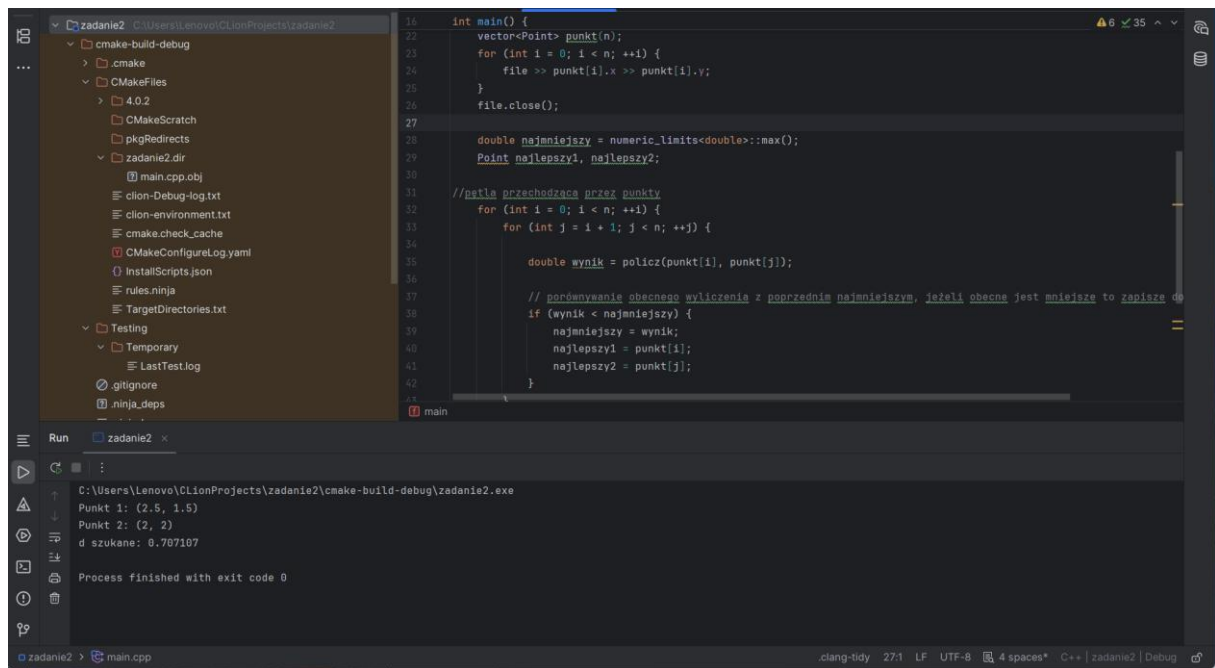 zadanie2 C:\Users\Lenovo\CLionProjects\zadanie2
cmake-build-debug
.cmake
CMakeFiles
4.0.2
CMakeScratch
pkgRedirects
zadanie2.dir
main.cpp.obj
clion-Debug-log.txt
clion-environment.txt
cmake.check_cache
CMakeConfigureLog.yaml
InstallScripts.json
rules.ninja
TargetDirectories.txt
Testing
Temporary
LastTest.log
.gitignore
.ninja_deps
6 35
16 int main() {
22 vector<Point> punkt(n);
23 for (int i = 0; i < n; ++i) {
24 file >> punkt[i].x >> punkt[i].y;
25 }
26 file.close();
27
28 double najmniejszy = numeric_limits<double>::max();
29 Point najlepszy1, najlepszy2;
30
31 //pętla przechodząca przez punkty
32 for (int i = 0; i < n; ++i) {
33 for (int j = i + 1; j < n; ++j) {
34
35 double wynik = policz(punkt[i], punkt[j]);
36
37 // porównywanie obecnego wyliczenia z poprzednim najmniejszym, jeżeli obecne jest mniejsze to zapisze do
38 if (wynik < najmniejszy) {
39 najmniejszy = wynik;
40 najlepszy1 = punkt[i];
41 najlepszy2 = punkt[j];
42 }
43 }
main
Run zadanie2
C:\Users\Lenovo\CLionProjects\zadanie2\cmake-build-debug\zadanie2.exe
Punkt 1: (2.5, 1.5)
Punkt 2: (2, 2)
d szukane: 0.707107
Process finished with exit code 0
zadanie2 > main.cpp
.clang-tidy 27:1 LF UTF-8 4 spaces* C++ | zadanie2 | Debug